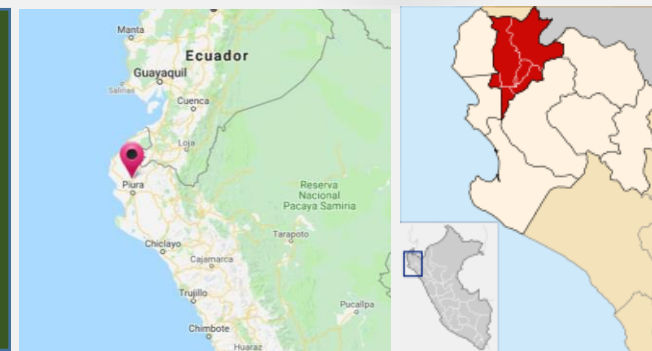 Manta
Ecuador
Guayaquil
Salinas
Cuenca
Loja
Piura
Reserva
Nacional
Pacaya Samiria
Tarapoto
Chiclayo
Cajamarca
Trujillo
Pucallpa
Chimbote
Huaraz